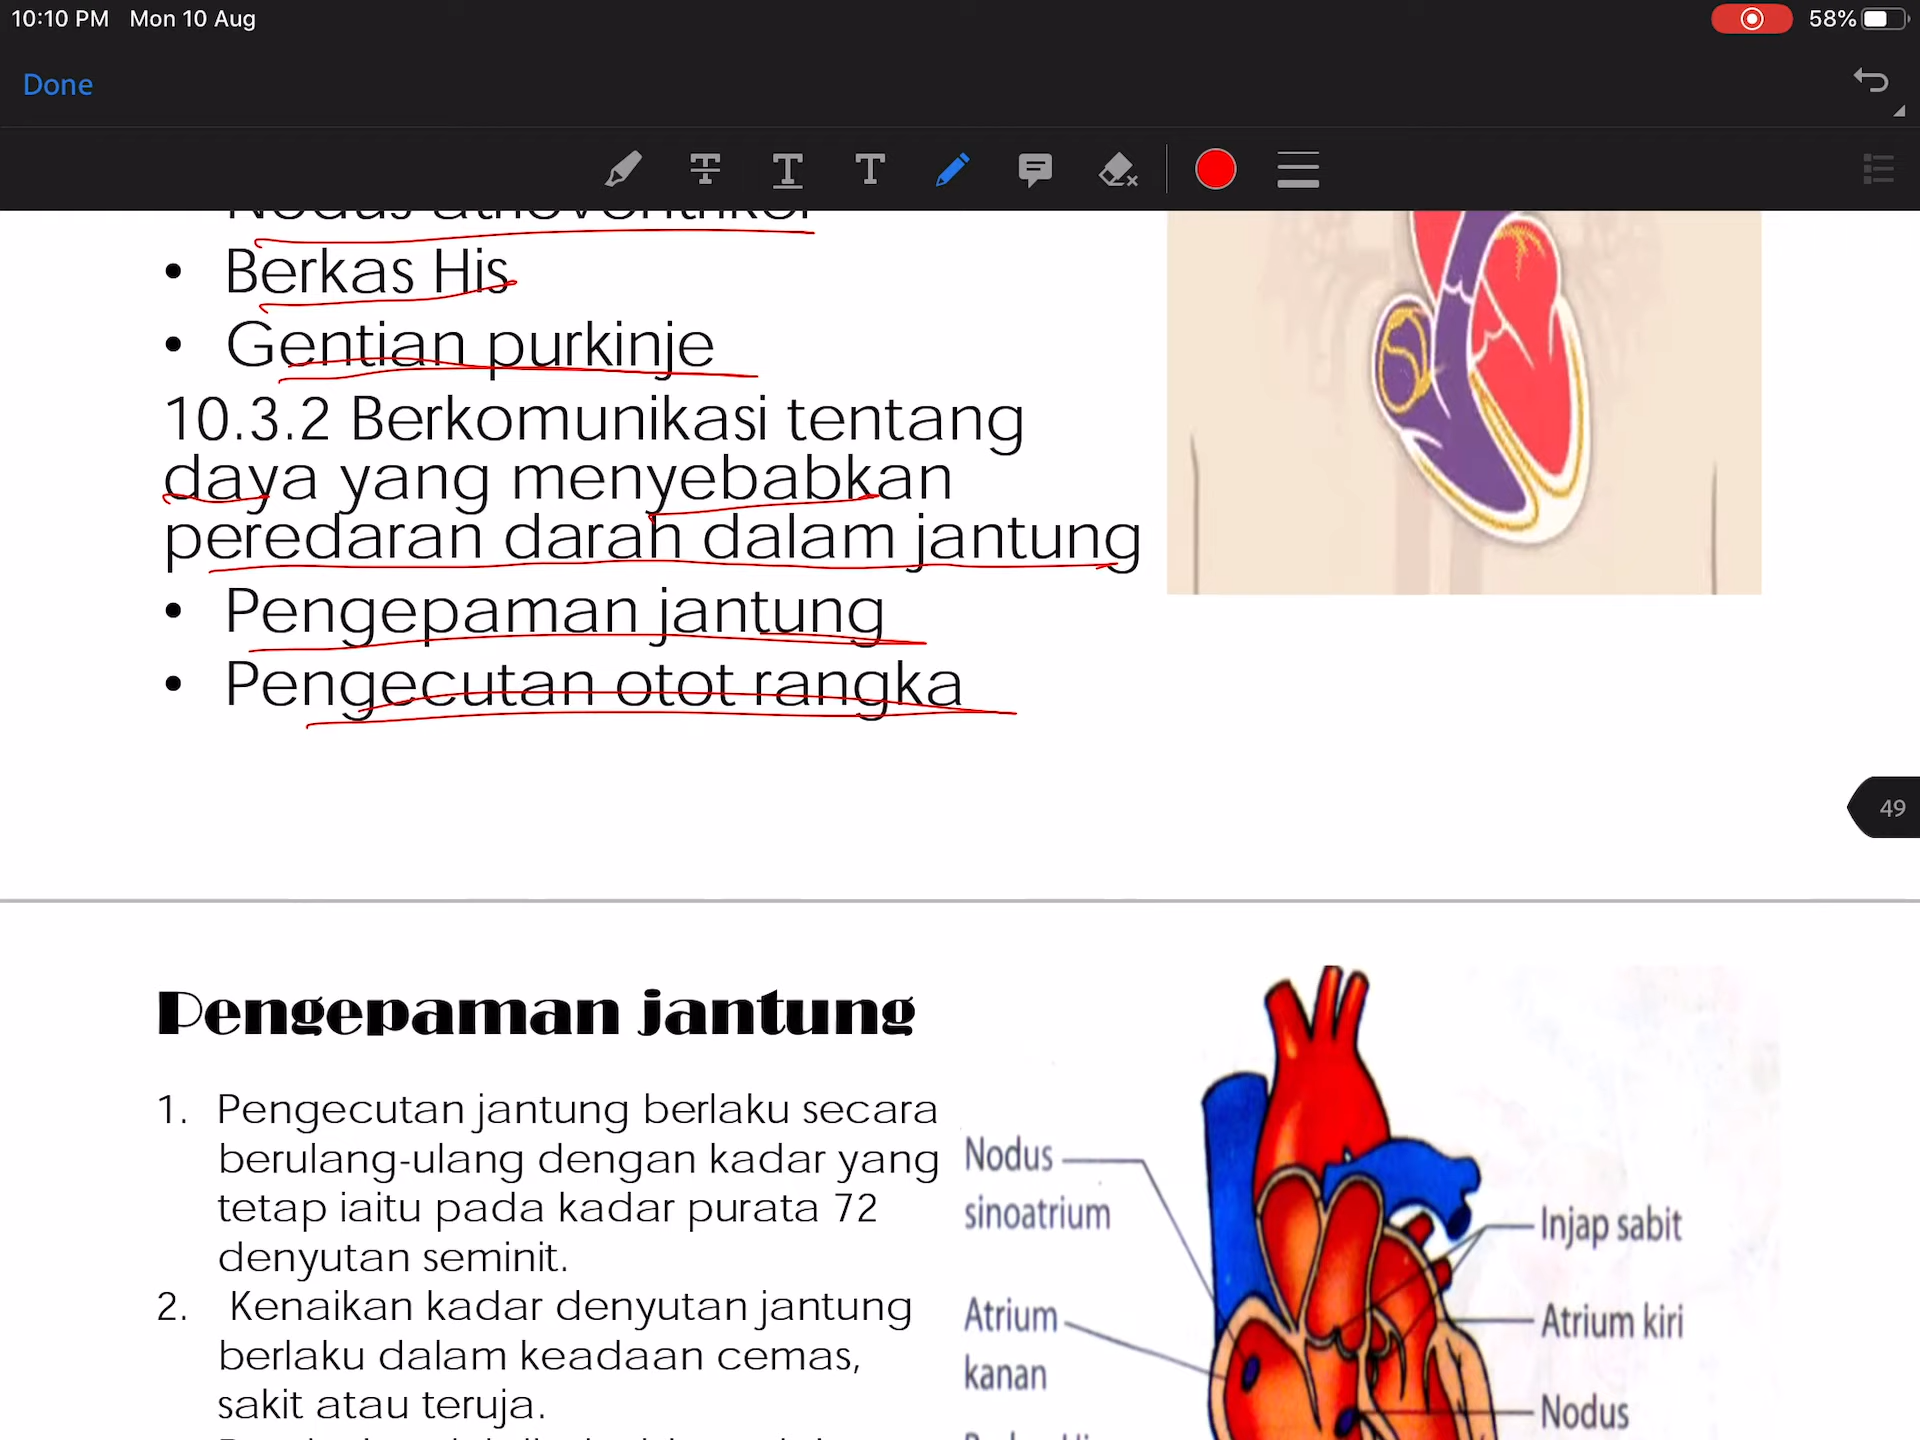 10:10 PM Mon 10 Aug
58%
Done
T T T
Nodus atrioventrikel
• Berkas His
• Gentian purkinje
10.3.2 Berkomunikasi tentang
daya yang menyebabkan
peredaran darah dalam jantung
• Pengepaman jantung
• Pengecutan otot rangka
49
Pengepaman jantung
1. Pengecutan jantung berlaku secara
berulang-ulang dengan kadar yang
tetap iaitu pada kadar purata 72
denyutan seminit.
2. Kenaikan kadar denyutan jantung
berlaku dalam keadaan cemas,
sakit atau teruja.
Nodus
sinoatrium
Atrium
kanan
Injap sabit
Atrium kiri
Nodus